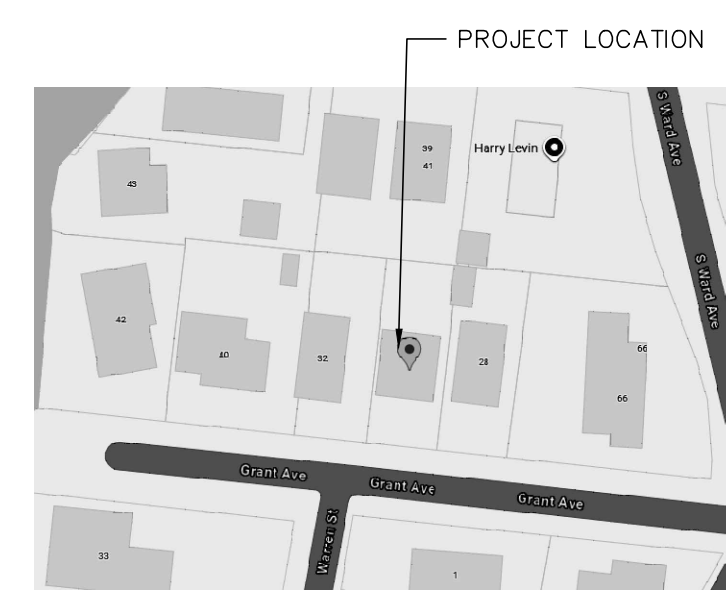 PROJECT LOCATION
S Ward Ave
39
41
Harry Levin
43
S Ward Ave
42
40
32
28
66
66
Grant Ave
Grant Ave
Grant Ave
Warren St
33
1